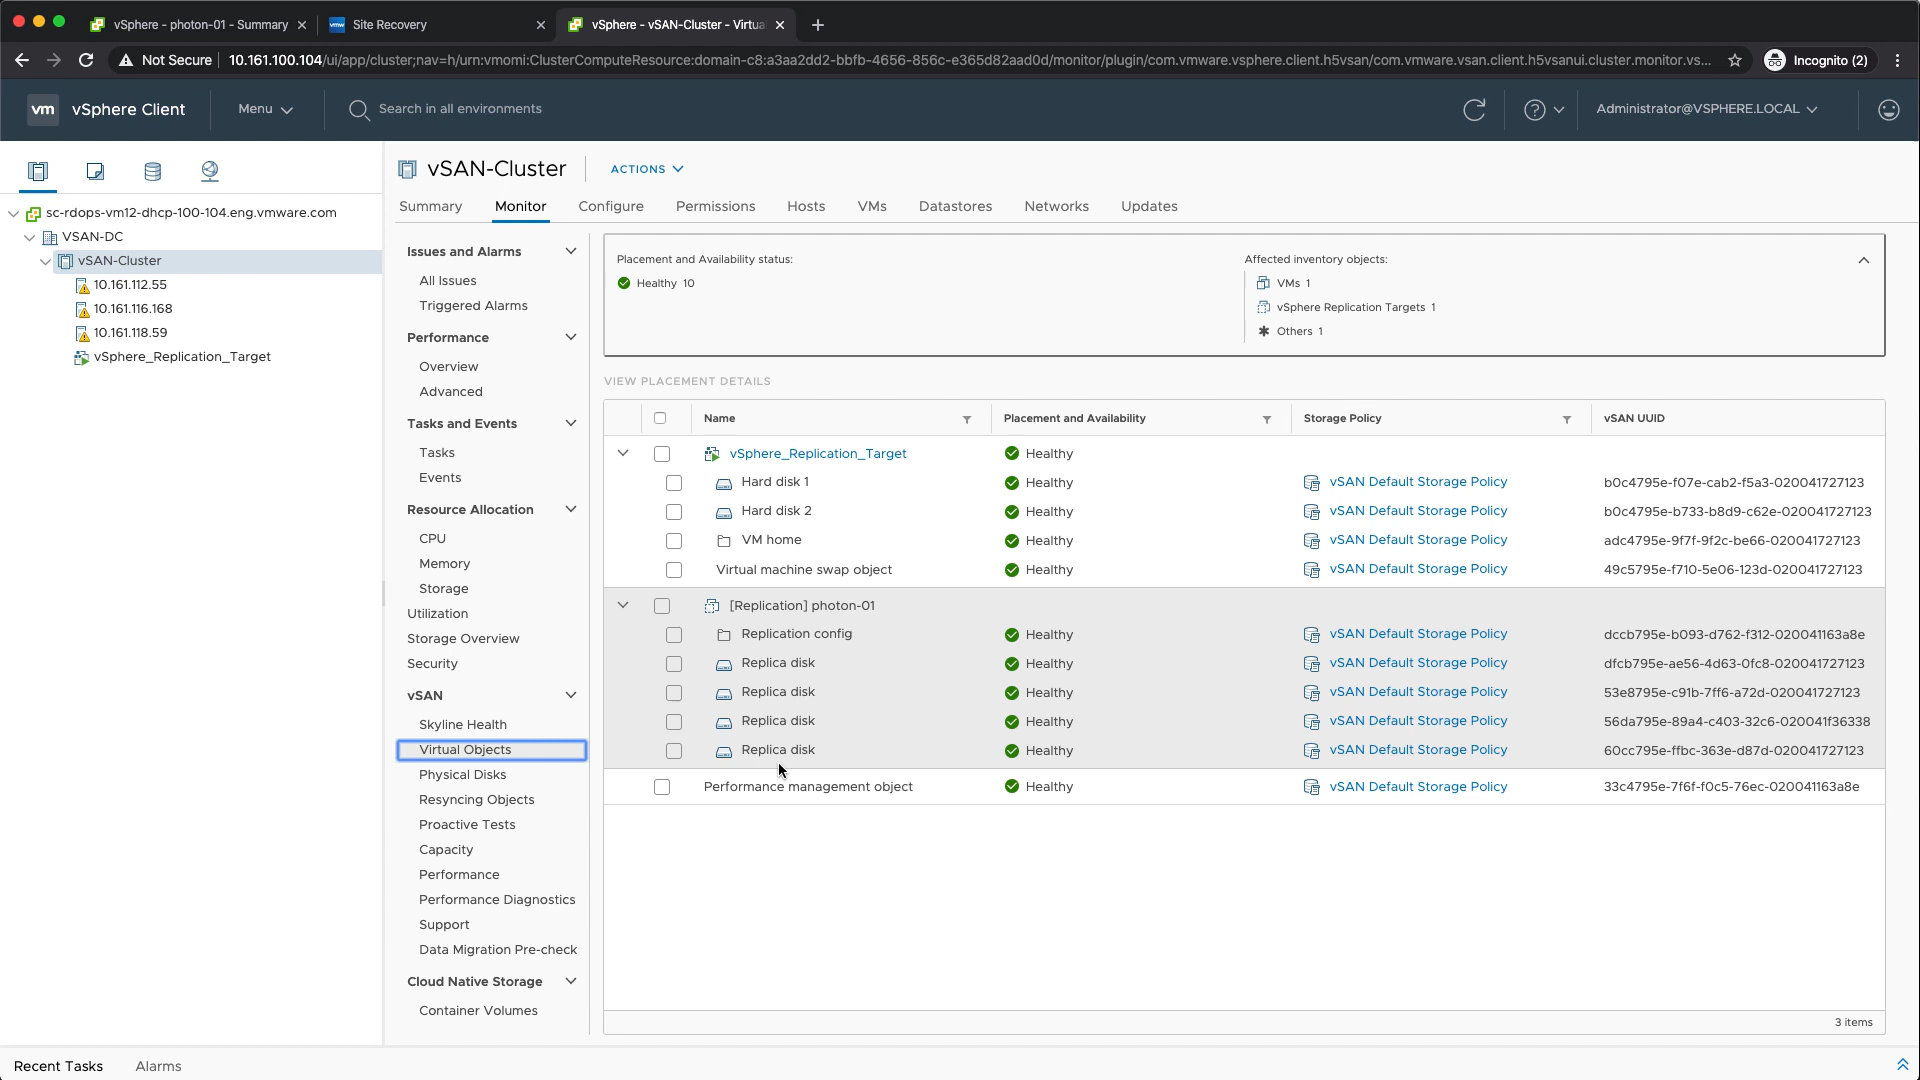 vSphere - photon-01 - Summary
Site Recovery
vSphere - vSAN-Cluster - Virtua
Not Secure
10.161.100.104/ui/app/cluster;nav=h/urn:vmomi:ClusterComputeResource:domain-c8:a3aa2dd2-bbfb-4656-856c-e365d82aad0d/monitor/plugin/com.vmware.vsphere.client.h5vsan/com.vmware.vsan.client.h5vsanui.cluster.monitor.vs...
Incognito (2)
vm vSphere Client
Menu
Search in all environments
Administrator@VSPHERE.LOCAL
sc-rdops-vm12-dhcp-100-104.eng.vmware.com
VSAN-DC
vSAN-Cluster
10.161.112.55
10.161.116.168
10.161.118.59
vSphere_Replication_Target
vSAN-Cluster
ACTIONS
Summary Monitor Configure Permissions Hosts VMs Datastores Networks Updates
Issues and Alarms
All Issues
Triggered Alarms
Performance
Overview
Advanced
Tasks and Events
Tasks
Events
Resource Allocation
CPU
Memory
Storage
Utilization
Storage Overview
Security
vSAN
Skyline Health
Virtual Objects
Physical Disks
Resyncing Objects
Proactive Tests
Capacity
Performance
Performance Diagnostics
Support
Data Migration Pre-check
Cloud Native Storage
Container Volumes
Placement and Availability status:
Healthy 10
Affected inventory objects:
VMs 1
vSphere Replication Targets 1
Others 1
VIEW PLACEMENT DETAILS
Name Placement and Availability Storage Policy vSAN UUID
vSphere_Replication_Target Healthy
Hard disk 1 Healthy vSAN Default Storage Policy b0c4795e-f07e-cab2-f5a3-020041727123
Hard disk 2 Healthy vSAN Default Storage Policy b0c4795e-b733-b8d9-c62e-020041727123
VM home Healthy vSAN Default Storage Policy adc4795e-9f7f-9f2c-be66-020041727123
Virtual machine swap object Healthy vSAN Default Storage Policy 49c5795e-f710-5e06-123d-020041727123
[Replication] photon-01
Replication config Healthy vSAN Default Storage Policy dccb795e-b093-d762-f312-020041163a8e
Replica disk Healthy vSAN Default Storage Policy dfcb795e-ae56-4d63-0fc8-020041727123
Replica disk Healthy vSAN Default Storage Policy 53e8795e-c91b-7ff6-a72d-020041727123
Replica disk Healthy vSAN Default Storage Policy 56da795e-89a4-c403-32c6-020041f36338
Replica disk Healthy vSAN Default Storage Policy 60cc795e-ffbc-363e-d87d-020041727123
Performance management object Healthy vSAN Default Storage Policy 33c4795e-7f6f-f0c5-76ec-020041163a8e
3 items
Recent Tasks Alarms